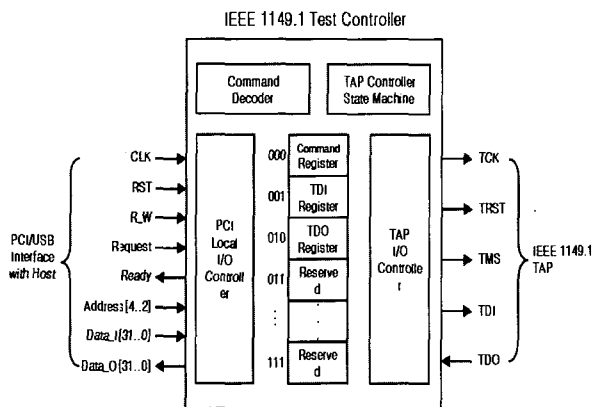 IEEE 1149.1 Test Controller
Command
Decoder
TAP Controller
State Machine
PCI/USB
Interface
with Host
CLK
RST
R_W
Request
Ready
Address[4..2]
Data_I[31..0]
Data_O[31..0]
PCI
Local
I/O
Controll
er
000
Command
Register
001
TDI
Register
010
TDO
Register
011
Reserve
d
111
Reserve
d
TAP
I/O
Controlle
r
TCK
TRST
TMS
TDI
TDO
IEEE 1149.1
TAP